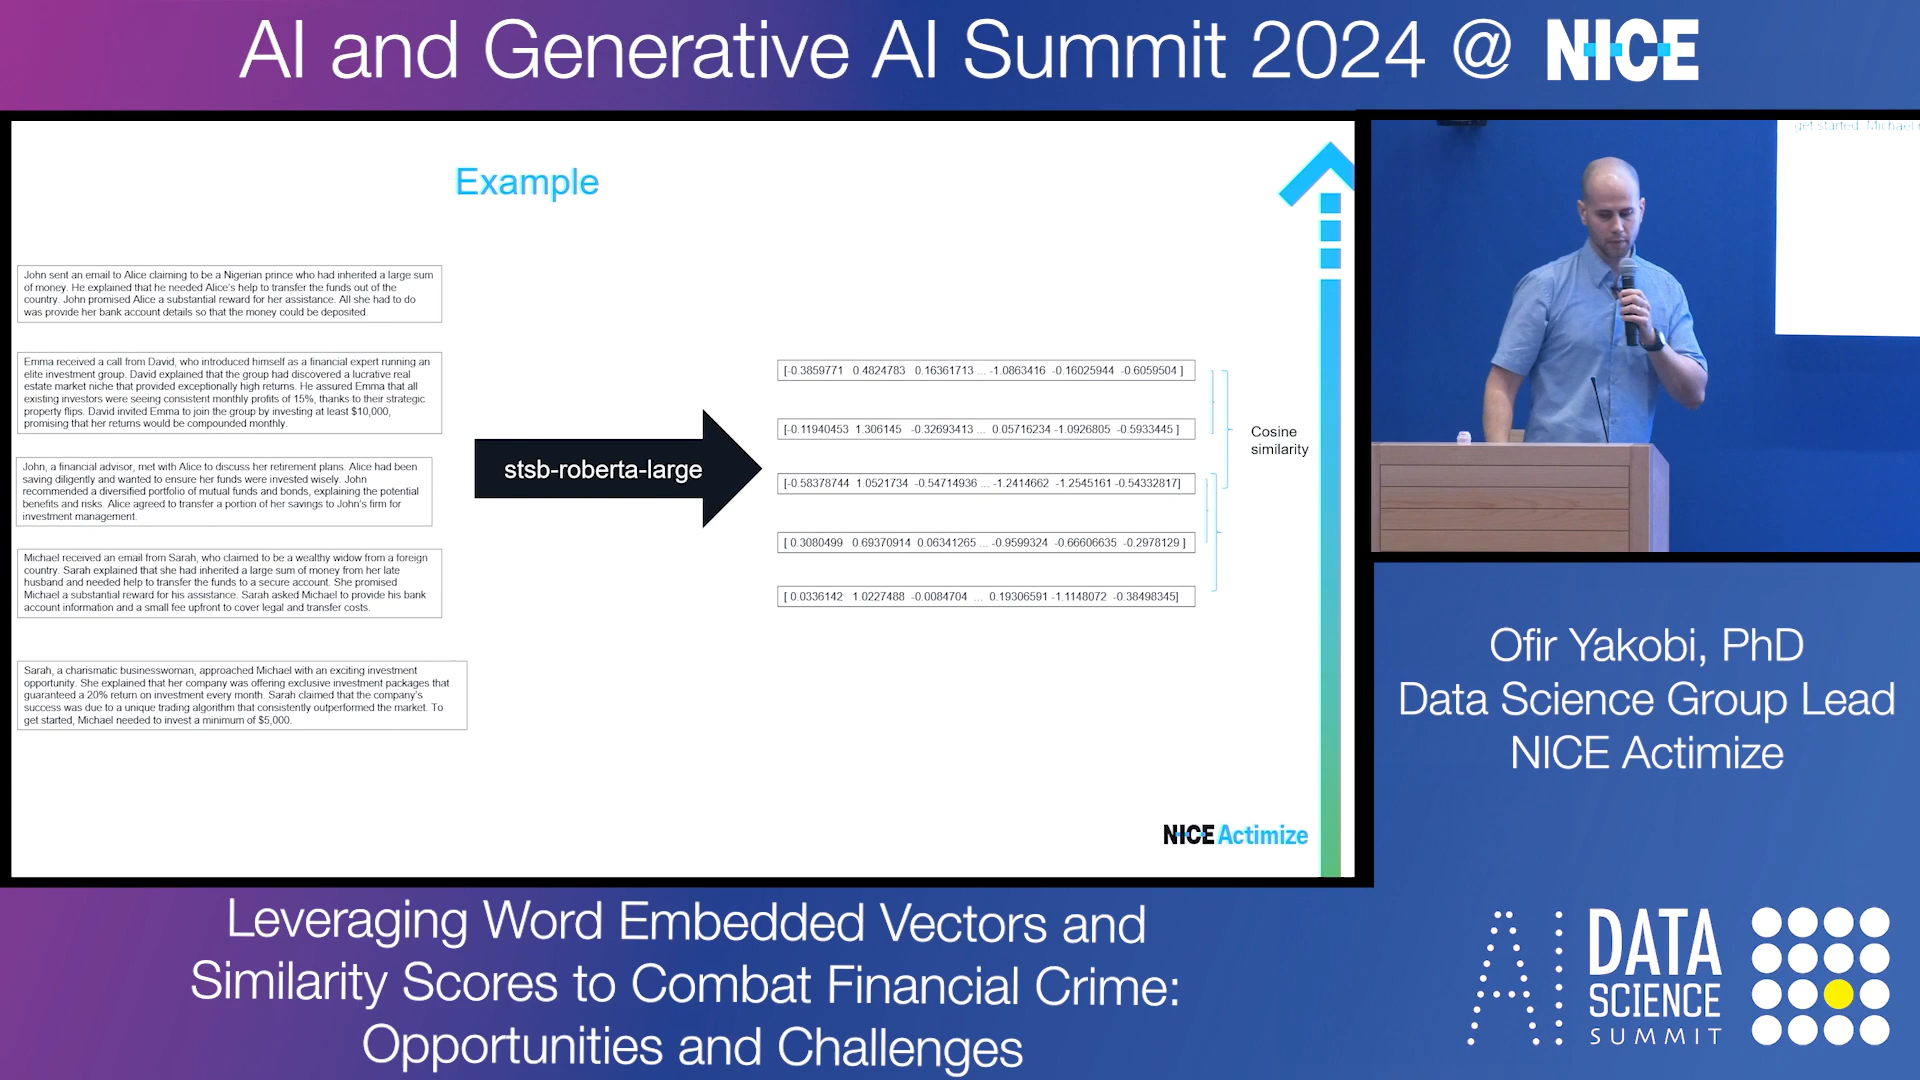 AI and Generative AI Summit 2024 @ NICE
Example
John sent an email to Alice claiming to be a Nigerian prince who had inherited a large sum
of money. He explained that he needed Alice's help to transfer the funds out of the
country. John promised Alice a substantial reward for her assistance. All she had to do
was provide her bank account details so that the money could be deposited.
Emma received a call from David, who introduced himself as a financial expert running an
elite investment group. David explained that the group had discovered a lucrative real
estate market niche that provided exceptionally high returns. He assured Emma that all
existing investors were seeing consistent monthly profits of 15%, thanks to their strategic
property flips. David invited Emma to join the group by investing at least $10,000,
promising that her returns would be compounded monthly.
John, a financial advisor, met with Alice to discuss her retirement plans. Alice had been
saving diligently and wanted to ensure her funds were invested wisely. John
recommended a diversified portfolio of mutual funds and bonds, explaining the potential
benefits and risks. Alice agreed to transfer a portion of her savings to John's firm for
investment management.
Michael received an email from Sarah, who claimed to be a wealthy widow from a foreign
country. Sarah explained that she had inherited a large sum of money from her late
husband and needed help to transfer the funds to a secure account. She promised
Michael a substantial reward for his assistance. Sarah asked Michael to provide his bank
account information and a small fee upfront to cover legal and transfer costs.
Sarah, a charismatic businesswoman, approached Michael with an exciting investment
opportunity. She explained that her company was offering exclusive investment packages that
guaranteed a 20% return on investment every month. Sarah claimed that the company's
success was due to a unique trading algorithm that consistently outperformed the market. To
get started, Michael needed to invest a minimum of $5,000.
stsb-roberta-large
[-0.3859771 0.4824783 0.16361713 ... -1.0863416 -0.16025944 -0.6059504 ]
[-0.11940453 1.306145 -0.32693413 ... 0.05716234 -1.0926805 -0.5933445 ]
[-0.58378744 1.0521734 -0.54714936 ... -1.2414662 -1.2545161 -0.54332817]
[ 0.3080499 0.69370914 0.06341265 ... -0.9599324 -0.66606635 -0.2978129 ]
[ 0.0336142 1.0227488 -0.0084704 ... 0.19306591 -1.1148072 -0.38498345]
Cosine
similarity
NICE Actimize
get started, Michael
Ofir Yakobi, PhD
Data Science Group Lead
NICE Actimize
Leveraging Word Embedded Vectors and
Similarity Scores to Combat Financial Crime:
Opportunities and Challenges
AI DATA
SCIENCE
SUMMIT